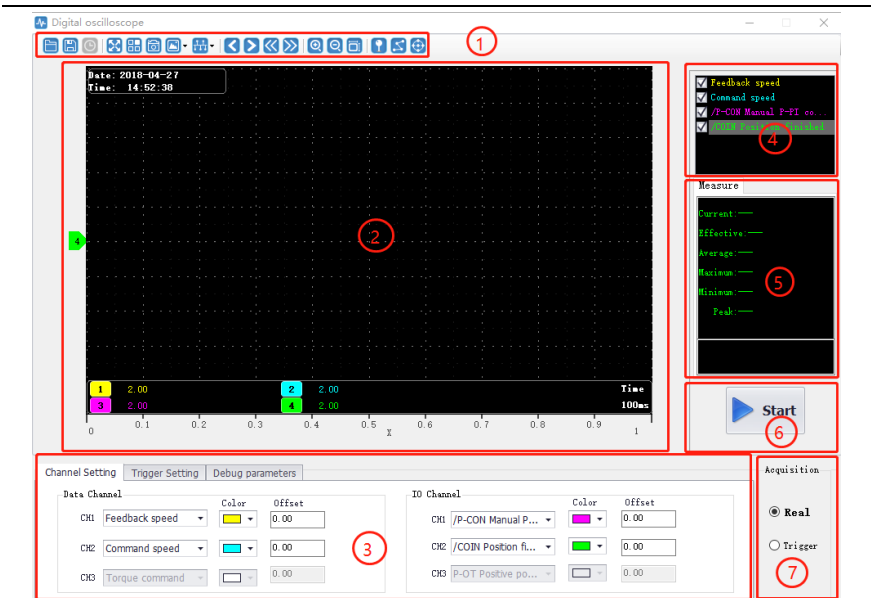 Digital oscilloscope
1
Date: 2018-04-27
Time: 14:52:38
Feedback speed
Command speed
/P-CON Manual P-PI co...
/COIN Position finished
4
Measure
Current:—
Effective:—
Average:—
Maximum:—
Minimum:—
Peak:—
5
4
2
1 2.00 2 2.00 Time
3 2.00 4 2.00 100ms
0 0.1 0.2 0.3 0.4 0.5 0.6 0.7 0.8 0.9 1
X
Start
6
Channel Setting Trigger Setting Debug parameters
Data Channel
Color Offset
CH1 Feedback speed 0.00
CH2 Command speed 0.00
CH3 Torque command 0.00
3
IO Channel
Color Offset
CH1 /P-CON Manual P... 0.00
CH2 /COIN Position fi... 0.00
CH3 P-OT Positive po... 0.00
Acquisition
Real
Trigger
7